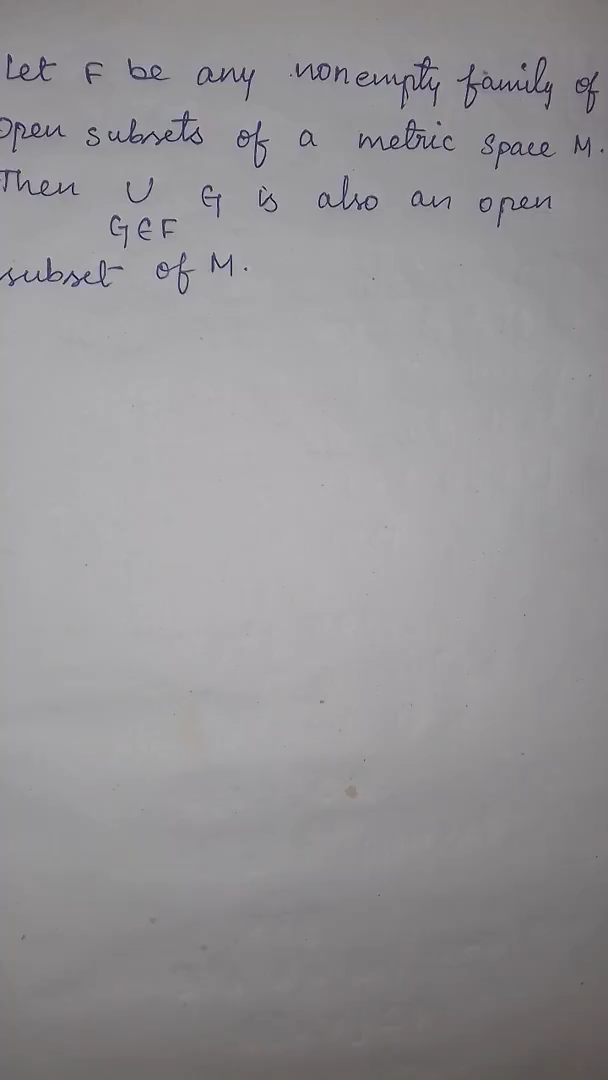 Let F be any nonempty family of
open subsets of a metric space M.
Then ∪ G is also an open
G∈F
subset of M.